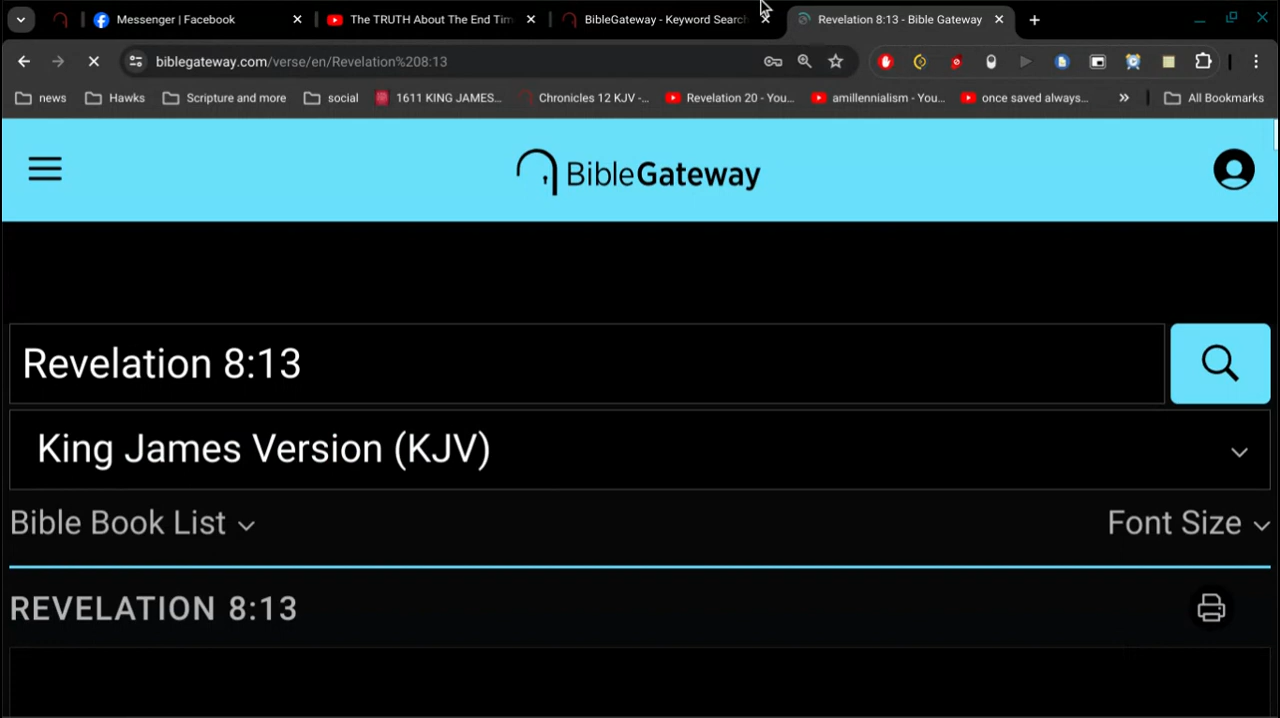 Messenger | Facebook
The TRUTH About The End Tim
BibleGateway - Keyword Search
Revelation 8:13 - Bible Gateway
biblegateway.com/verse/en/Revelation%208:13
news
Hawks
Scripture and more
social
1611 KING JAMES...
Chronicles 12 KJV -...
Revelation 20 - You...
amillennialism - You...
once saved always...
All Bookmarks
BibleGateway
Revelation 8:13
King James Version (KJV)
Bible Book List
Font Size
REVELATION 8:13